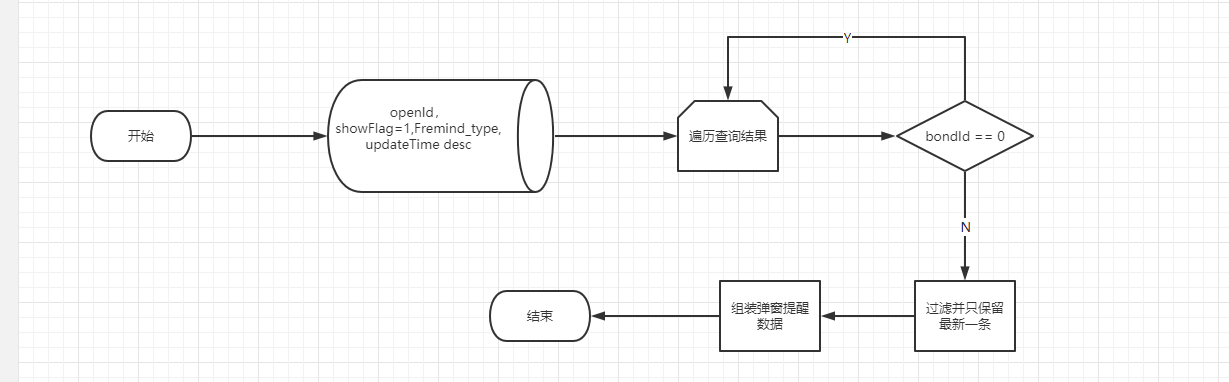 Y
开始
openId,
showFlag=1,Fremind_type,
updateTime desc
遍历查询结果
bondId == 0
N
过滤并只保留
最新一条
组装弹窗提醒
数据
结束